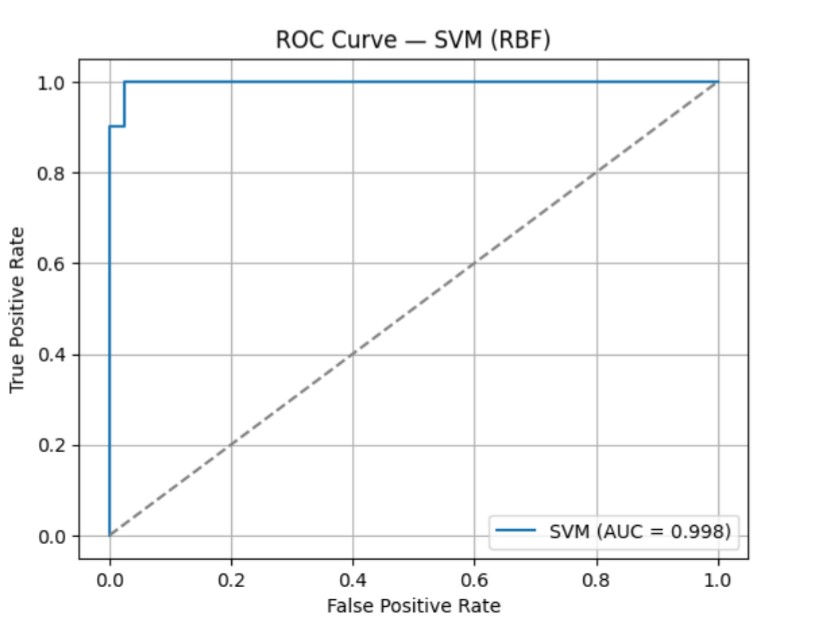 ROC Curve — SVM (RBF)
True Positive Rate
1.0
0.8
0.6
0.4
0.2
0.0
0.0 0.2 0.4 0.6 0.8 1.0
False Positive Rate
SVM (AUC = 0.998)